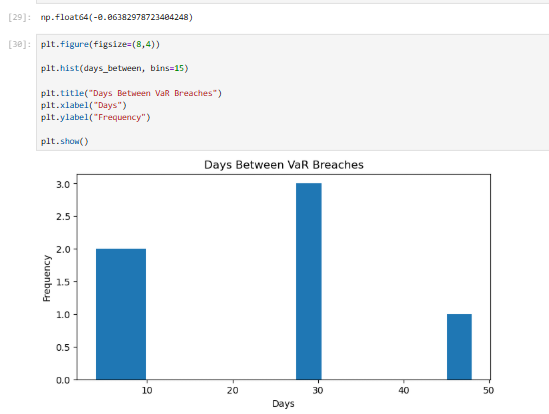 [29]: np.float64(-0.06382978723404248)
[30]: plt.figure(figsize=(8,4))
plt.hist(days_between, bins=15)
plt.title("Days Between VaR Breaches")
plt.xlabel("Days")
plt.ylabel("Frequency")
plt.show()
Days Between VaR Breaches
3.0
2.5
2.0
1.5
1.0
0.5
0.0
Frequency
10 20 30 40 50
Days